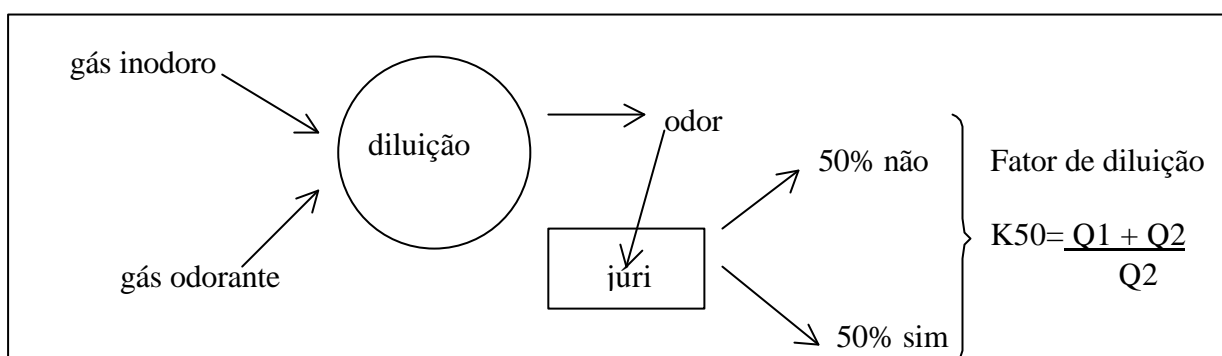 gás inodoro
gás odorante
diluição
odor
júri
50% não
50% sim
Fator de diluição
K50= Q1 + Q2
Q2